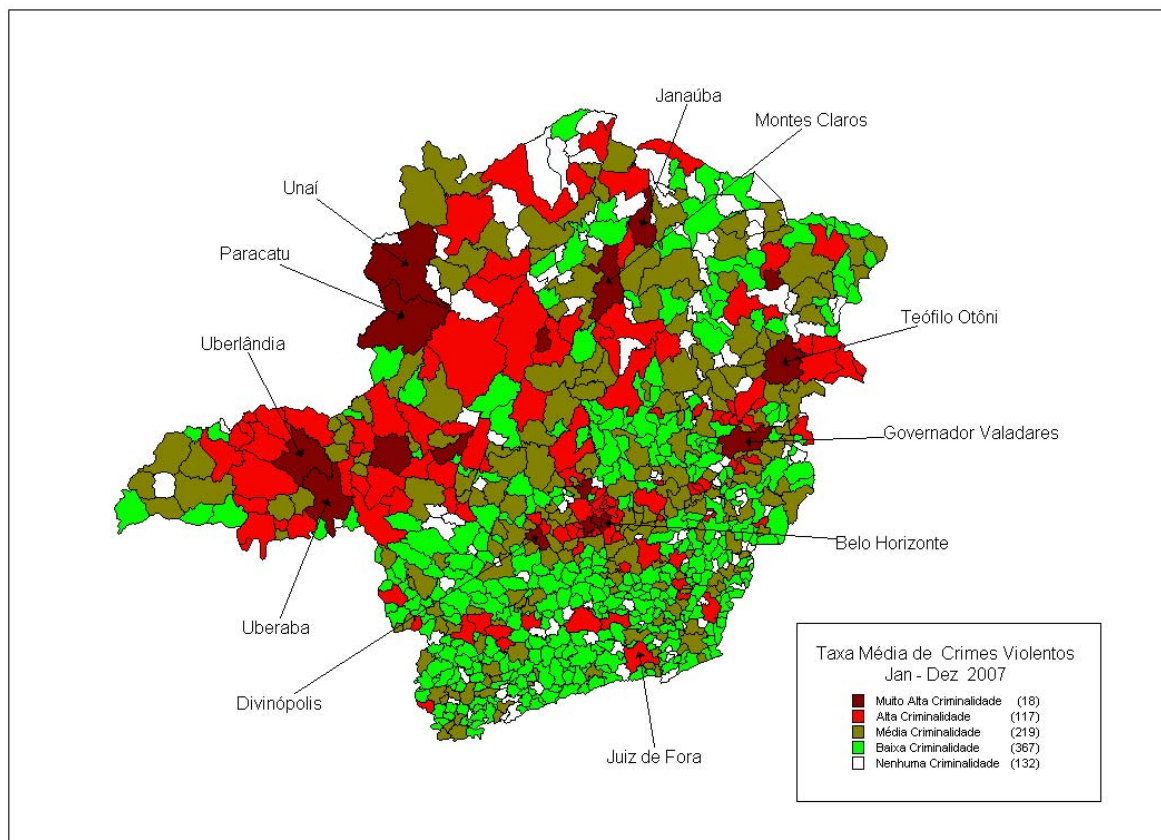 Janaúba
Montes Claros
Unaí
Paracatu
Uberlândia
Teófilo Otôni
Governador Valadares
Belo Horizonte
Uberaba
Divinópolis
Juiz de Fora
Taxa Média de Crimes Violentos
Jan - Dez 2007
Muito Alta Criminalidade (18)
Alta Criminalidade (117)
Média Criminalidade (219)
Baixa Criminalidade (367)
Nenhuma Criminalidade (132)